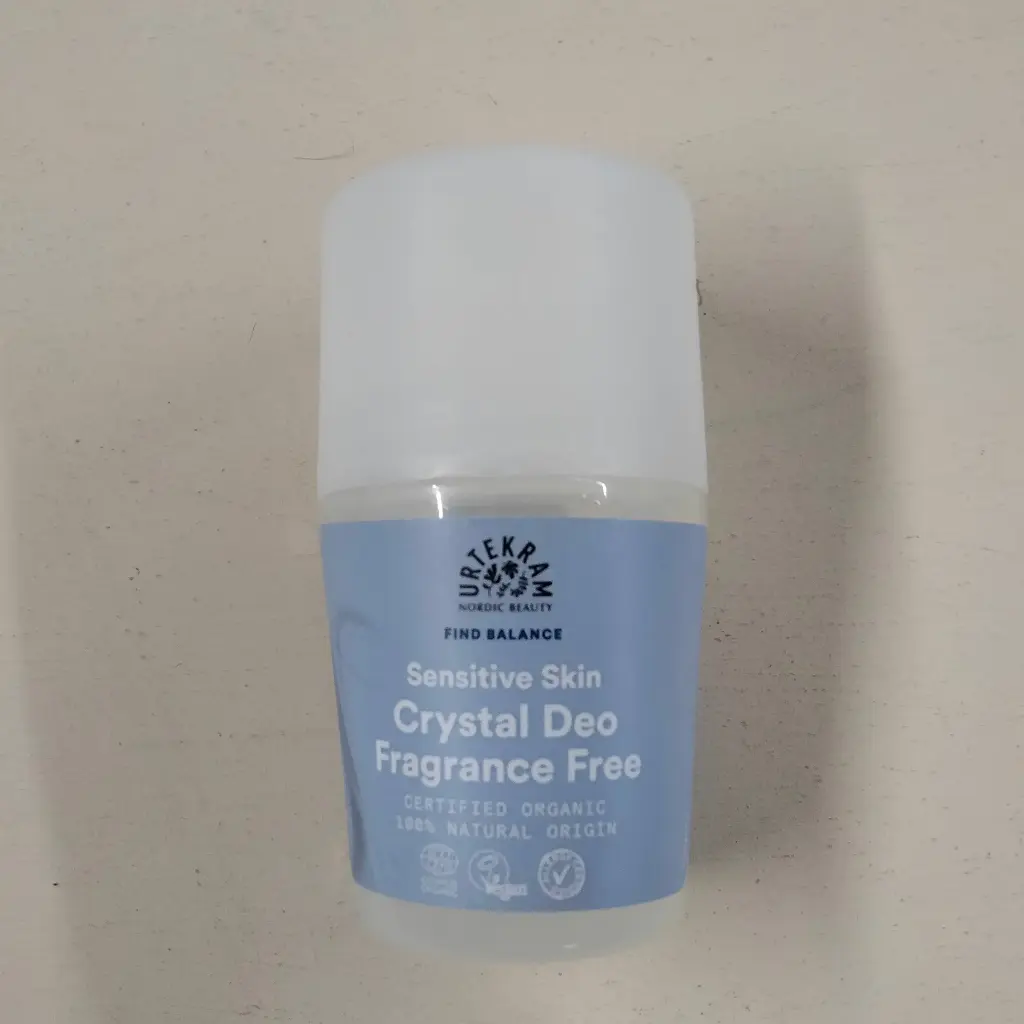 URTEKRAM
NORDIC BEAUTY
FIND BALANCE
Sensitive Skin
Crystal Deo
Fragrance Free
CERTIFIED ORGANIC
100% NATURAL ORIGIN